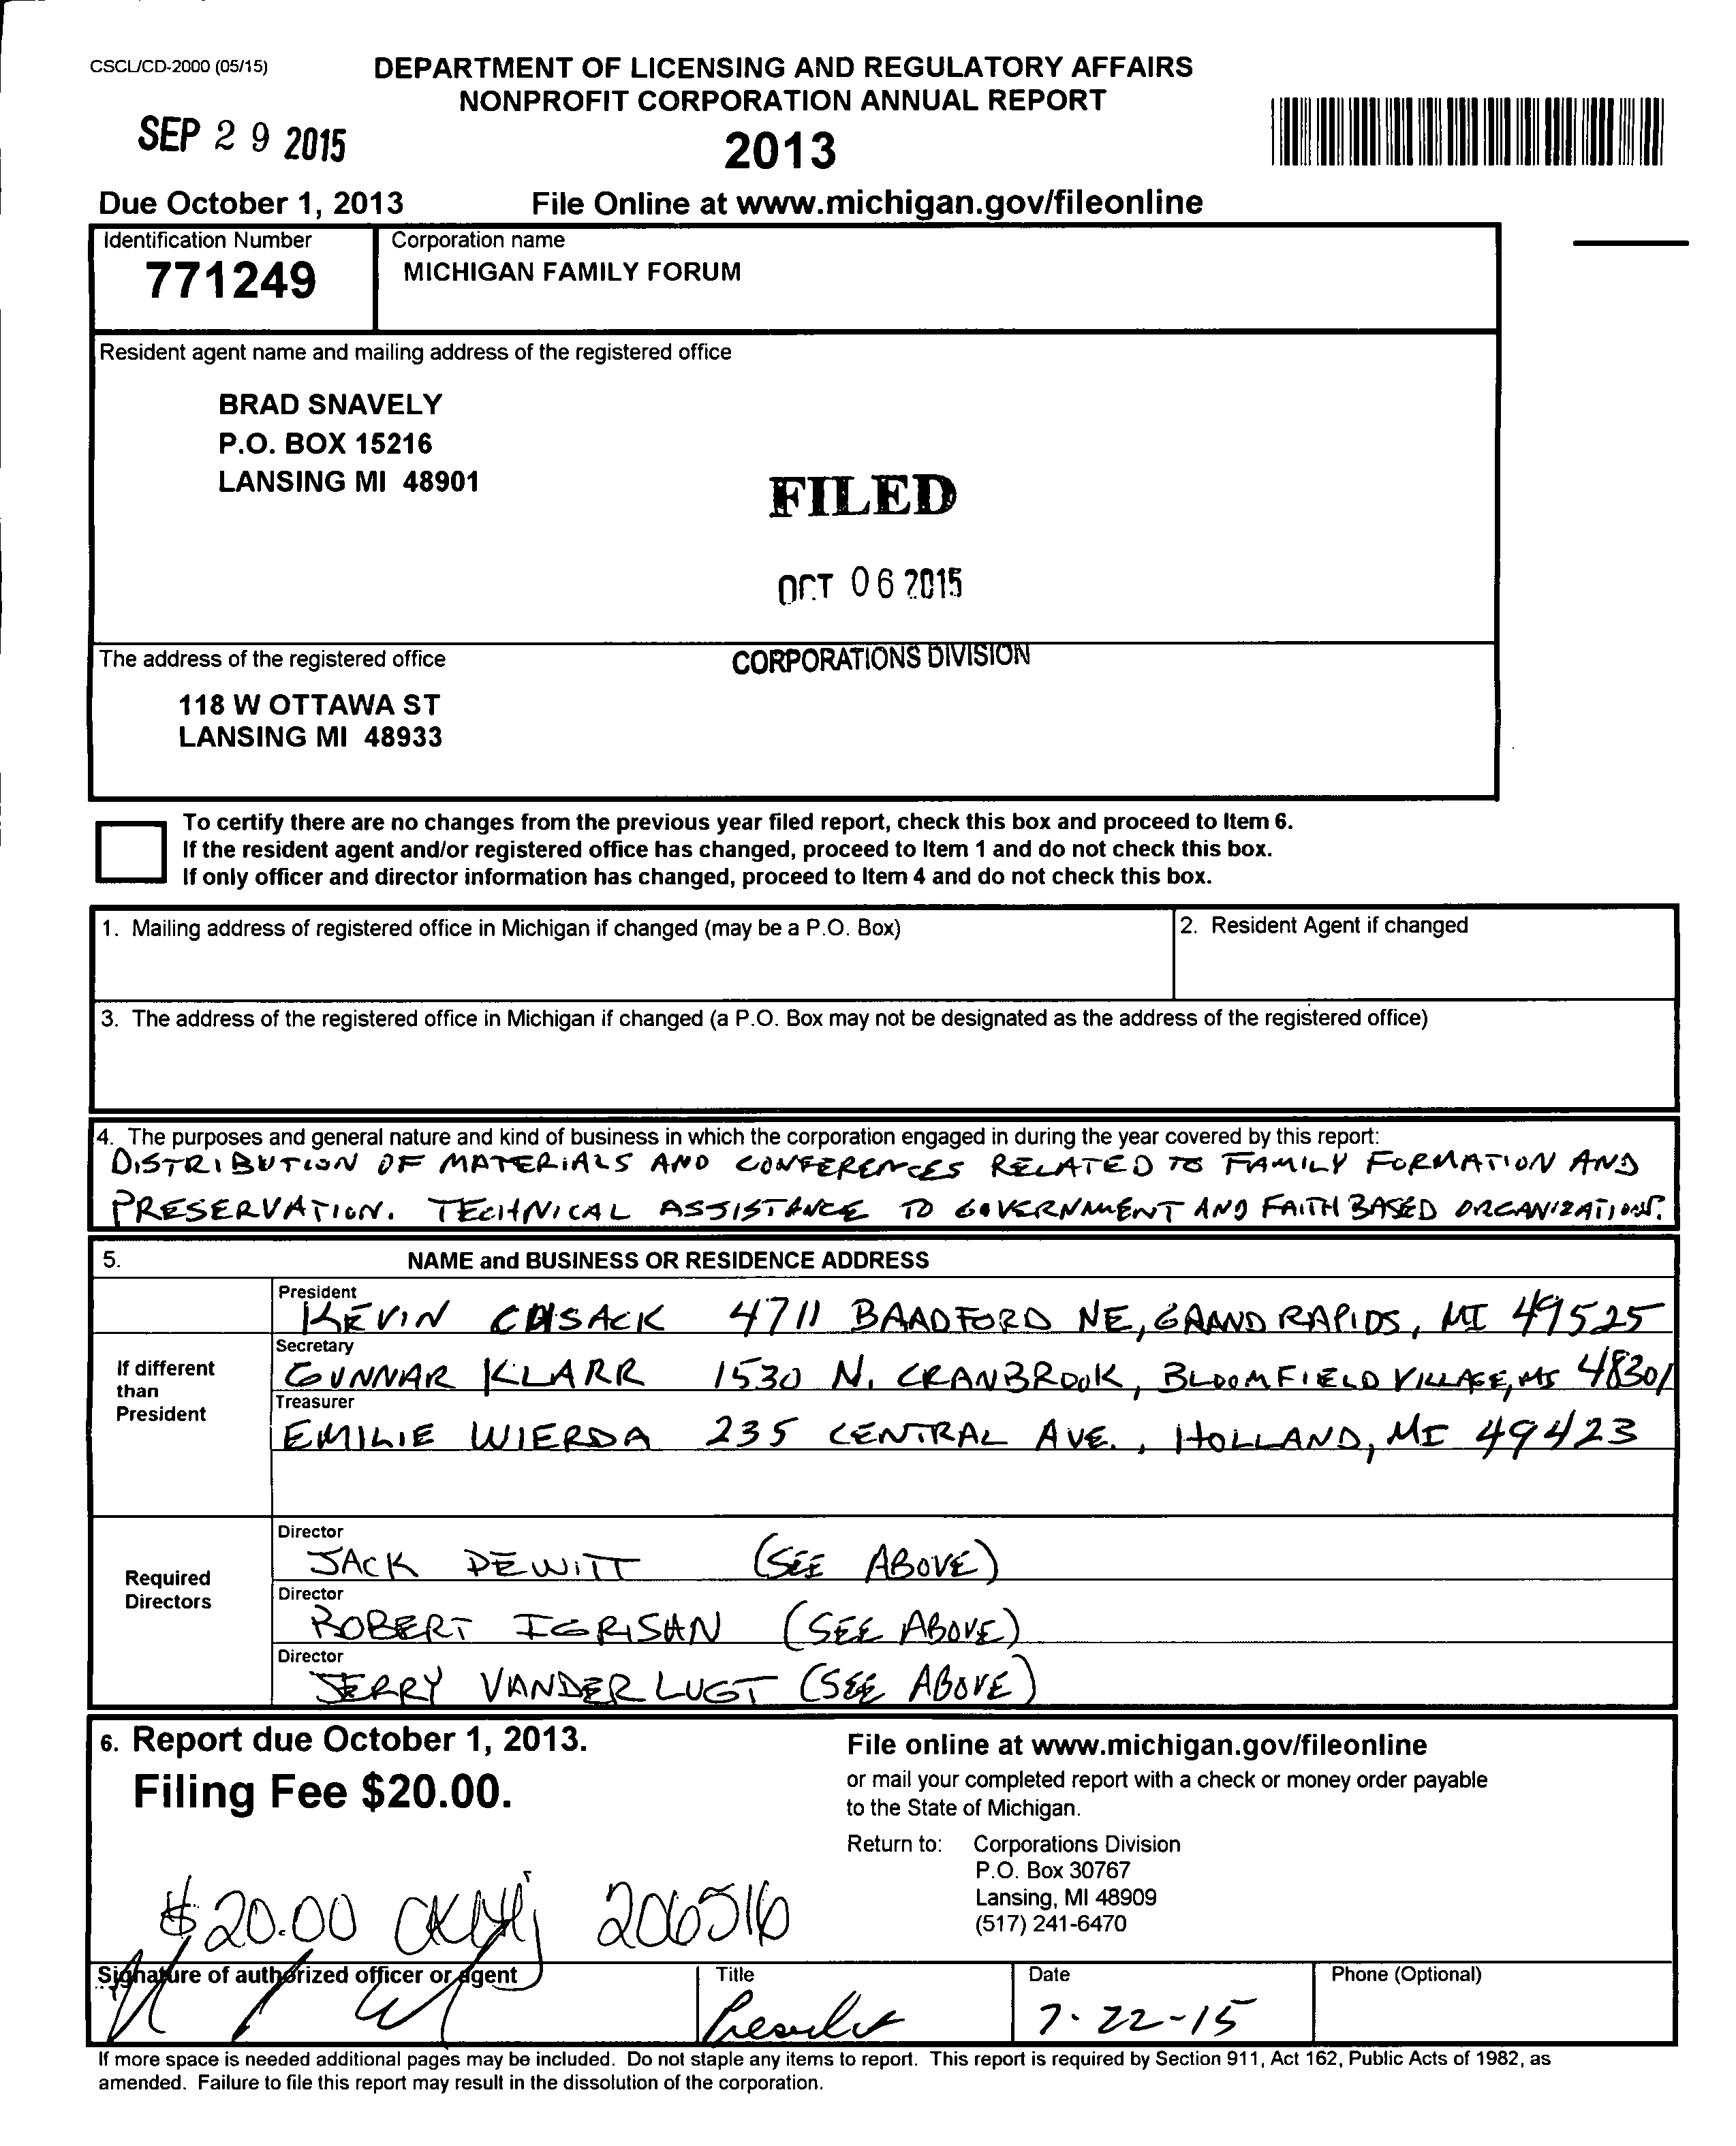 CSCL/CD-2000 (05/15)
DEPARTMENT OF LICENSING AND REGULATORY AFFAIRS
NONPROFIT CORPORATION ANNUAL REPORT
SEP 2 9 2015
2013
Due October 1, 2013
File Online at www.michigan.gov/fileonline
Identification Number
771249
Corporation name
MICHIGAN FAMILY FORUM
Resident agent name and mailing address of the registered office
BRAD SNAVELY
P.O. BOX 15216
LANSING MI 48901
FILED
OCT 06 2015
CORPORATIONS DIVISION
The address of the registered office
118 W OTTAWA ST
LANSING MI 48933
To certify there are no changes from the previous year filed report, check this box and proceed to Item 6.
If the resident agent and/or registered office has changed, proceed to Item 1 and do not check this box.
If only officer and director information has changed, proceed to Item 4 and do not check this box.
1. Mailing address of registered office in Michigan if changed (may be a P.O. Box)
2. Resident Agent if changed
3. The address of the registered office in Michigan if changed (a P.O. Box may not be designated as the address of the registered office)
4. The purposes and general nature and kind of business in which the corporation engaged in during the year covered by this report:
DISTRIBUTION OF MATERIALS AND CONFERENCES RELATED TO FAMILY FORMATION AND
PRESERVATION. TECHNICAL ASSISTANCE TO GOVERNMENT AND FAITH BASED ORGANIZATIONS.
5. NAME and BUSINESS OR RESIDENCE ADDRESS
President
KEVIN CUSACK 4711 BRADFORD NE, GRAND RAPIDS, MI 49525
If different
than
President
Secretary
GUNNAR KLARR 1530 N. CRANBROOK, BLOOMFIELD VILLAGE, MI 48301
Treasurer
EMILIE WIERDA 235 CENTRAL AVE., HOLLAND, MI 49423
Required
Directors
Director
JACK DEWITT (SEE ABOVE)
Director
ROBERT IGRISAN (SEE ABOVE)
Director
JERRY VANDER LUGT (SEE ABOVE)
6. Report due October 1, 2013.
Filing Fee $20.00.
File online at www.michigan.gov/fileonline
or mail your completed report with a check or money order payable
to the State of Michigan.
Return to: Corporations Division
P.O. Box 30767
Lansing, MI 48909
(517) 241-6470
$20.00 206516
Signature of authorized officer or agent
Title
President
Date
7-22-15
Phone (Optional)
If more space is needed additional pages may be included. Do not staple any items to report. This report is required by Section 911, Act 162, Public Acts of 1982, as
amended. Failure to file this report may result in the dissolution of the corporation.